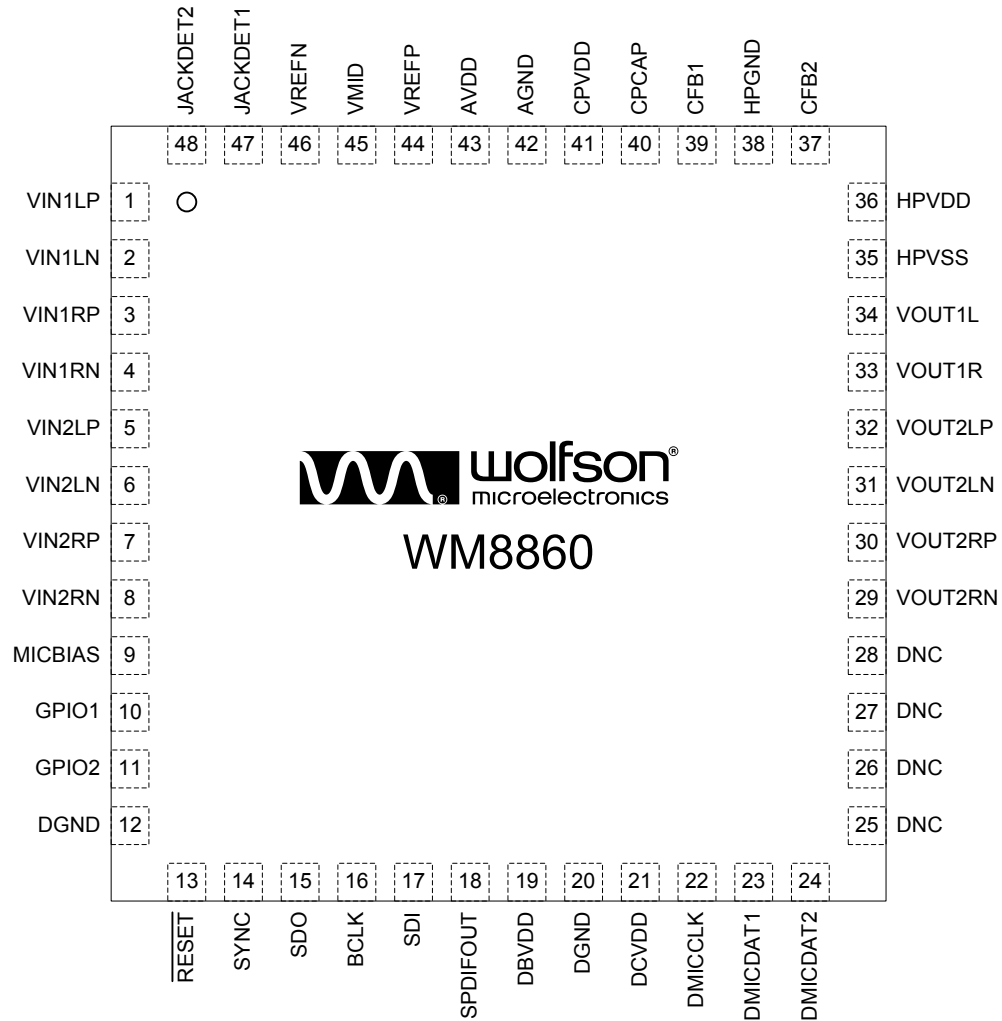 JACKDET2
JACKDET1
VREFN
VMID
VREFP
AVDD
AGND
CPVDD
CPCAP
CFB1
HPGND
CFB2
48 47 46 45 44 43 42 41 40 39 38 37
VIN1LP 1
VIN1LN 2
VIN1RP 3
VIN1RN 4
VIN2LP 5
VIN2LN 6
VIN2RP 7
VIN2RN 8
MICBIAS 9
GPIO1 10
GPIO2 11
DGND 12
wolfson®
microelectronics
®
WM8860
36 HPVDD
35 HPVSS
34 VOUT1L
33 VOUT1R
32 VOUT2LP
31 VOUT2LN
30 VOUT2RP
29 VOUT2RN
28 DNC
27 DNC
26 DNC
25 DNC
13 14 15 16 17 18 19 20 21 22 23 24
RESET
SYNC
SDO
BCLK
SDI
SPDIFOUT
DBVDD
DGND
DCVDD
DMICCLK
DMICDAT1
DMICDAT2